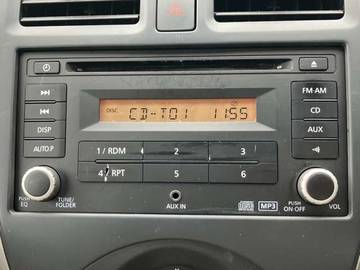 FM·AM
DISC CD-T01 1155
CD
DISP
AUX
AUTO.P
1 / RDM 2 3
4 / RPT 5 6
PUSH EQ TUNE/FOLDER
AUX IN
MP3
PUSH ON·OFF VOL